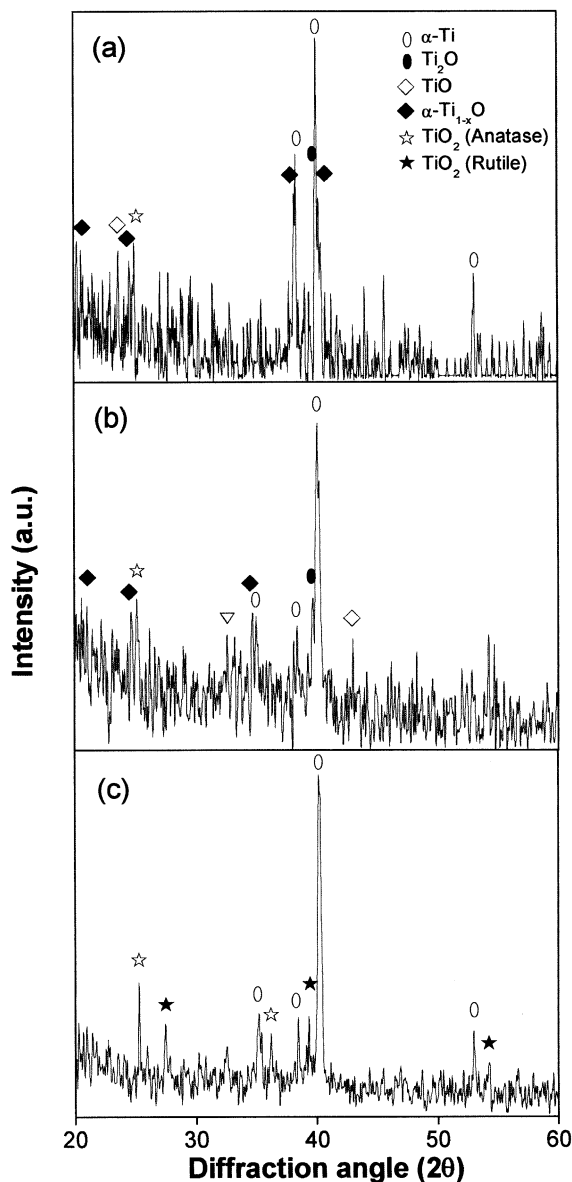 (a)
α-Ti
Ti2O
TiO
α-Ti1-xO
TiO2 (Anatase)
TiO2 (Rutile)
(b)
(c)
Intensity (a.u.)
20 30 40 50 60
Diffraction angle (2θ)